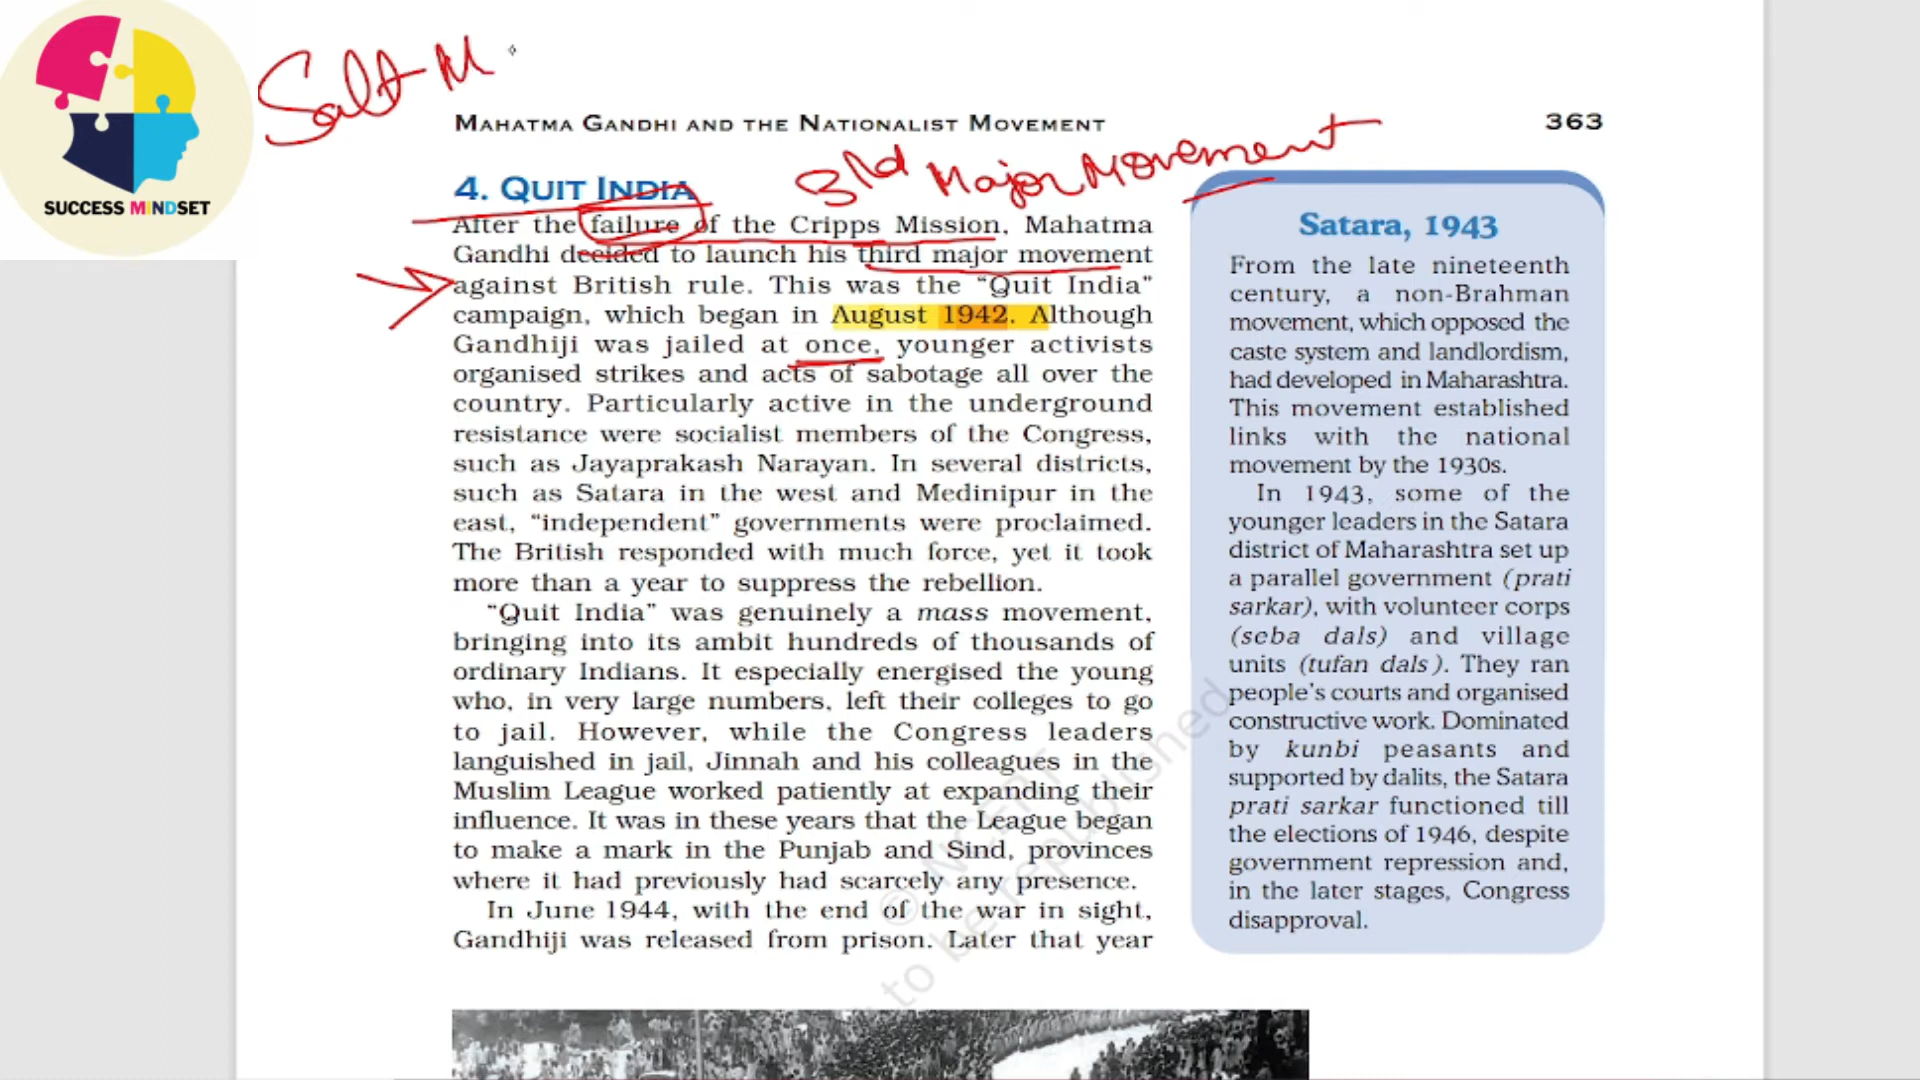 Salt M
SUCCESS MINDSET
MAHATMA GANDHI AND THE NATIONALIST MOVEMENT
363
3rd Major Movement
4. QUIT INDIA
After the failure of the Cripps Mission, Mahatma
Gandhi decided to launch his third major movement
against British rule. This was the “Quit India”
campaign, which began in August 1942. Although
Gandhiji was jailed at once, younger activists
organised strikes and acts of sabotage all over the
country. Particularly active in the underground
resistance were socialist members of the Congress,
such as Jayaprakash Narayan. In several districts,
such as Satara in the west and Medinipur in the
east, “independent” governments were proclaimed.
The British responded with much force, yet it took
more than a year to suppress the rebellion.
“Quit India” was genuinely a mass movement,
bringing into its ambit hundreds of thousands of
ordinary Indians. It especially energised the young
who, in very large numbers, left their colleges to go
to jail. However, while the Congress leaders
languished in jail, Jinnah and his colleagues in the
Muslim League worked patiently at expanding their
influence. It was in these years that the League began
to make a mark in the Punjab and Sind, provinces
where it had previously had scarcely any presence.
In June 1944, with the end of the war in sight,
Gandhiji was released from prison. Later that year
Satara, 1943
From the late nineteenth
century, a non-Brahman
movement, which opposed the
caste system and landlordism,
had developed in Maharashtra.
This movement established
links with the national
movement by the 1930s.
In 1943, some of the
younger leaders in the Satara
district of Maharashtra set up
a parallel government (prati
sarkar), with volunteer corps
(seba dals) and village
units (tufan dals). They ran
people’s courts and organised
constructive work. Dominated
by kunbi peasants and
supported by dalits, the Satara
prati sarkar functioned till
the elections of 1946, despite
government repression and,
in the later stages, Congress
disapproval.
© NCERT
to be republished